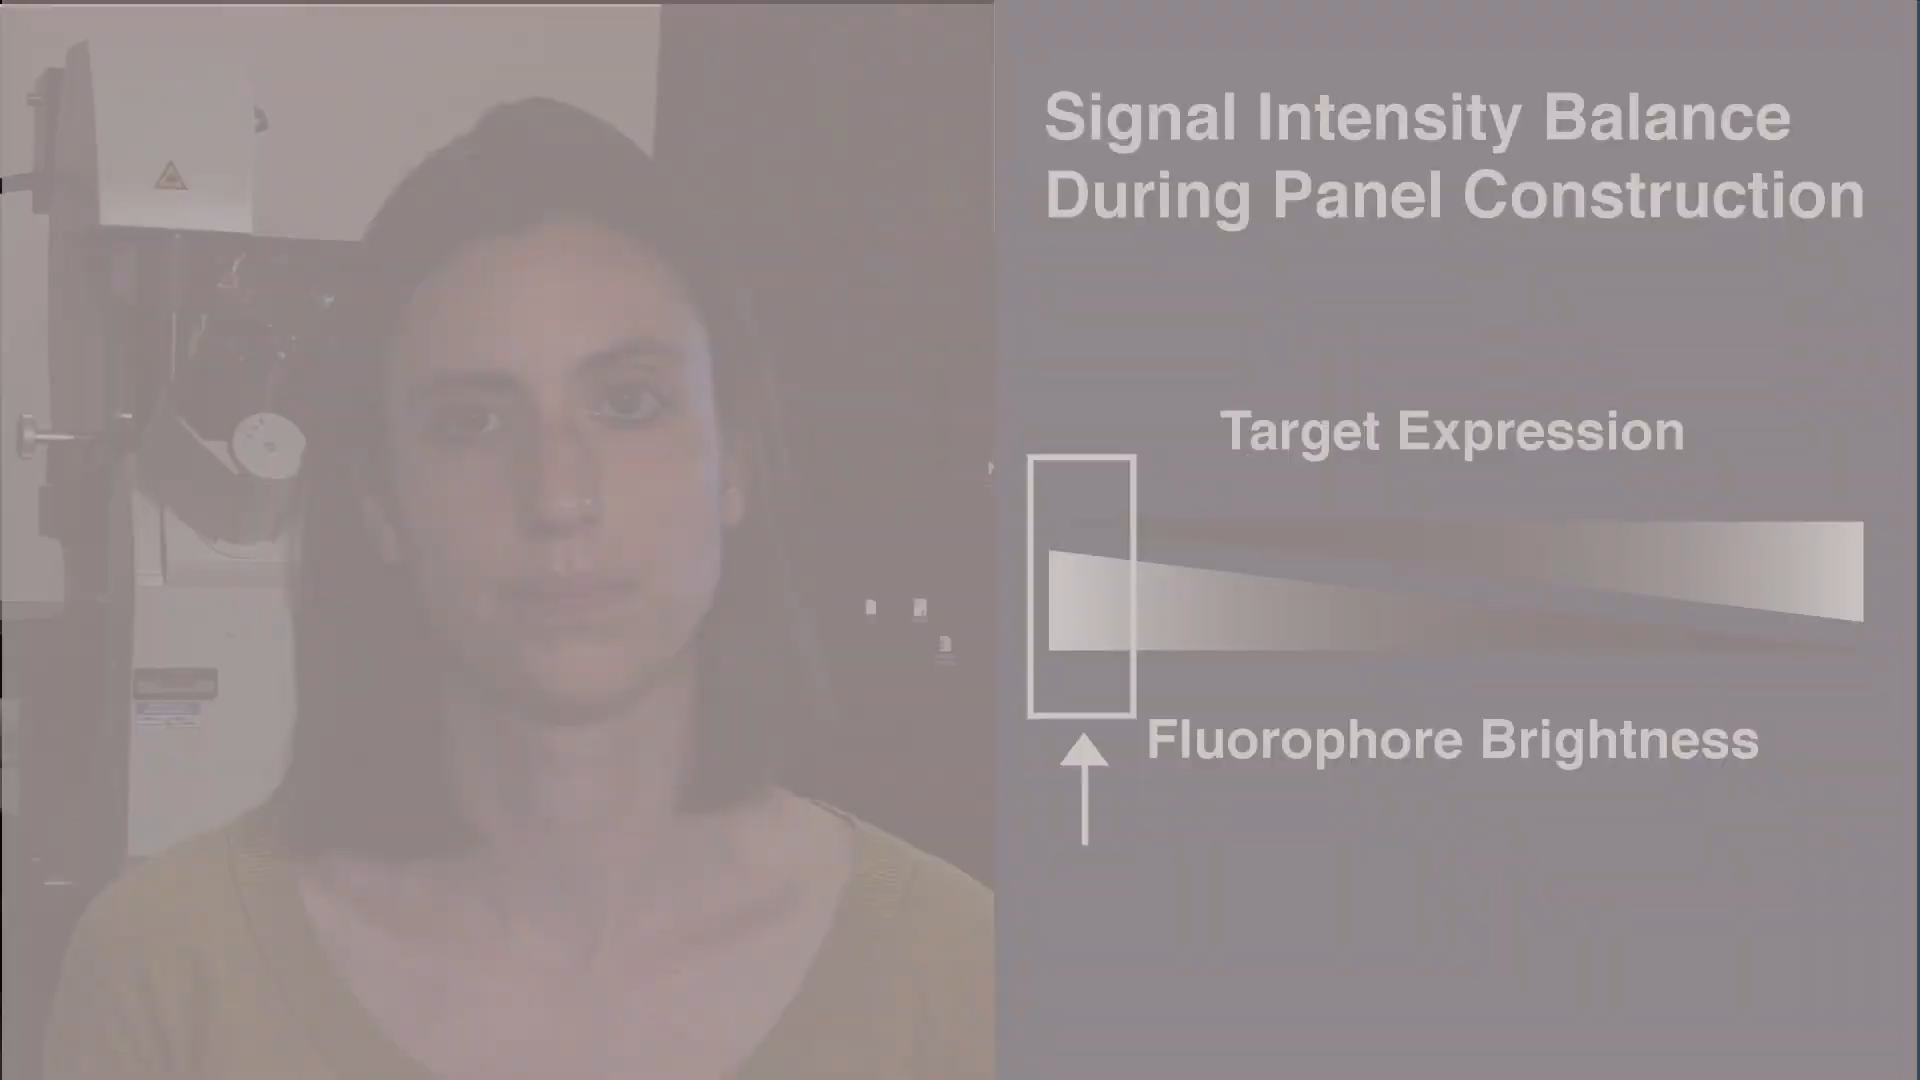 Signal Intensity Balance
During Panel Construction
Target Expression
Fluorophore Brightness